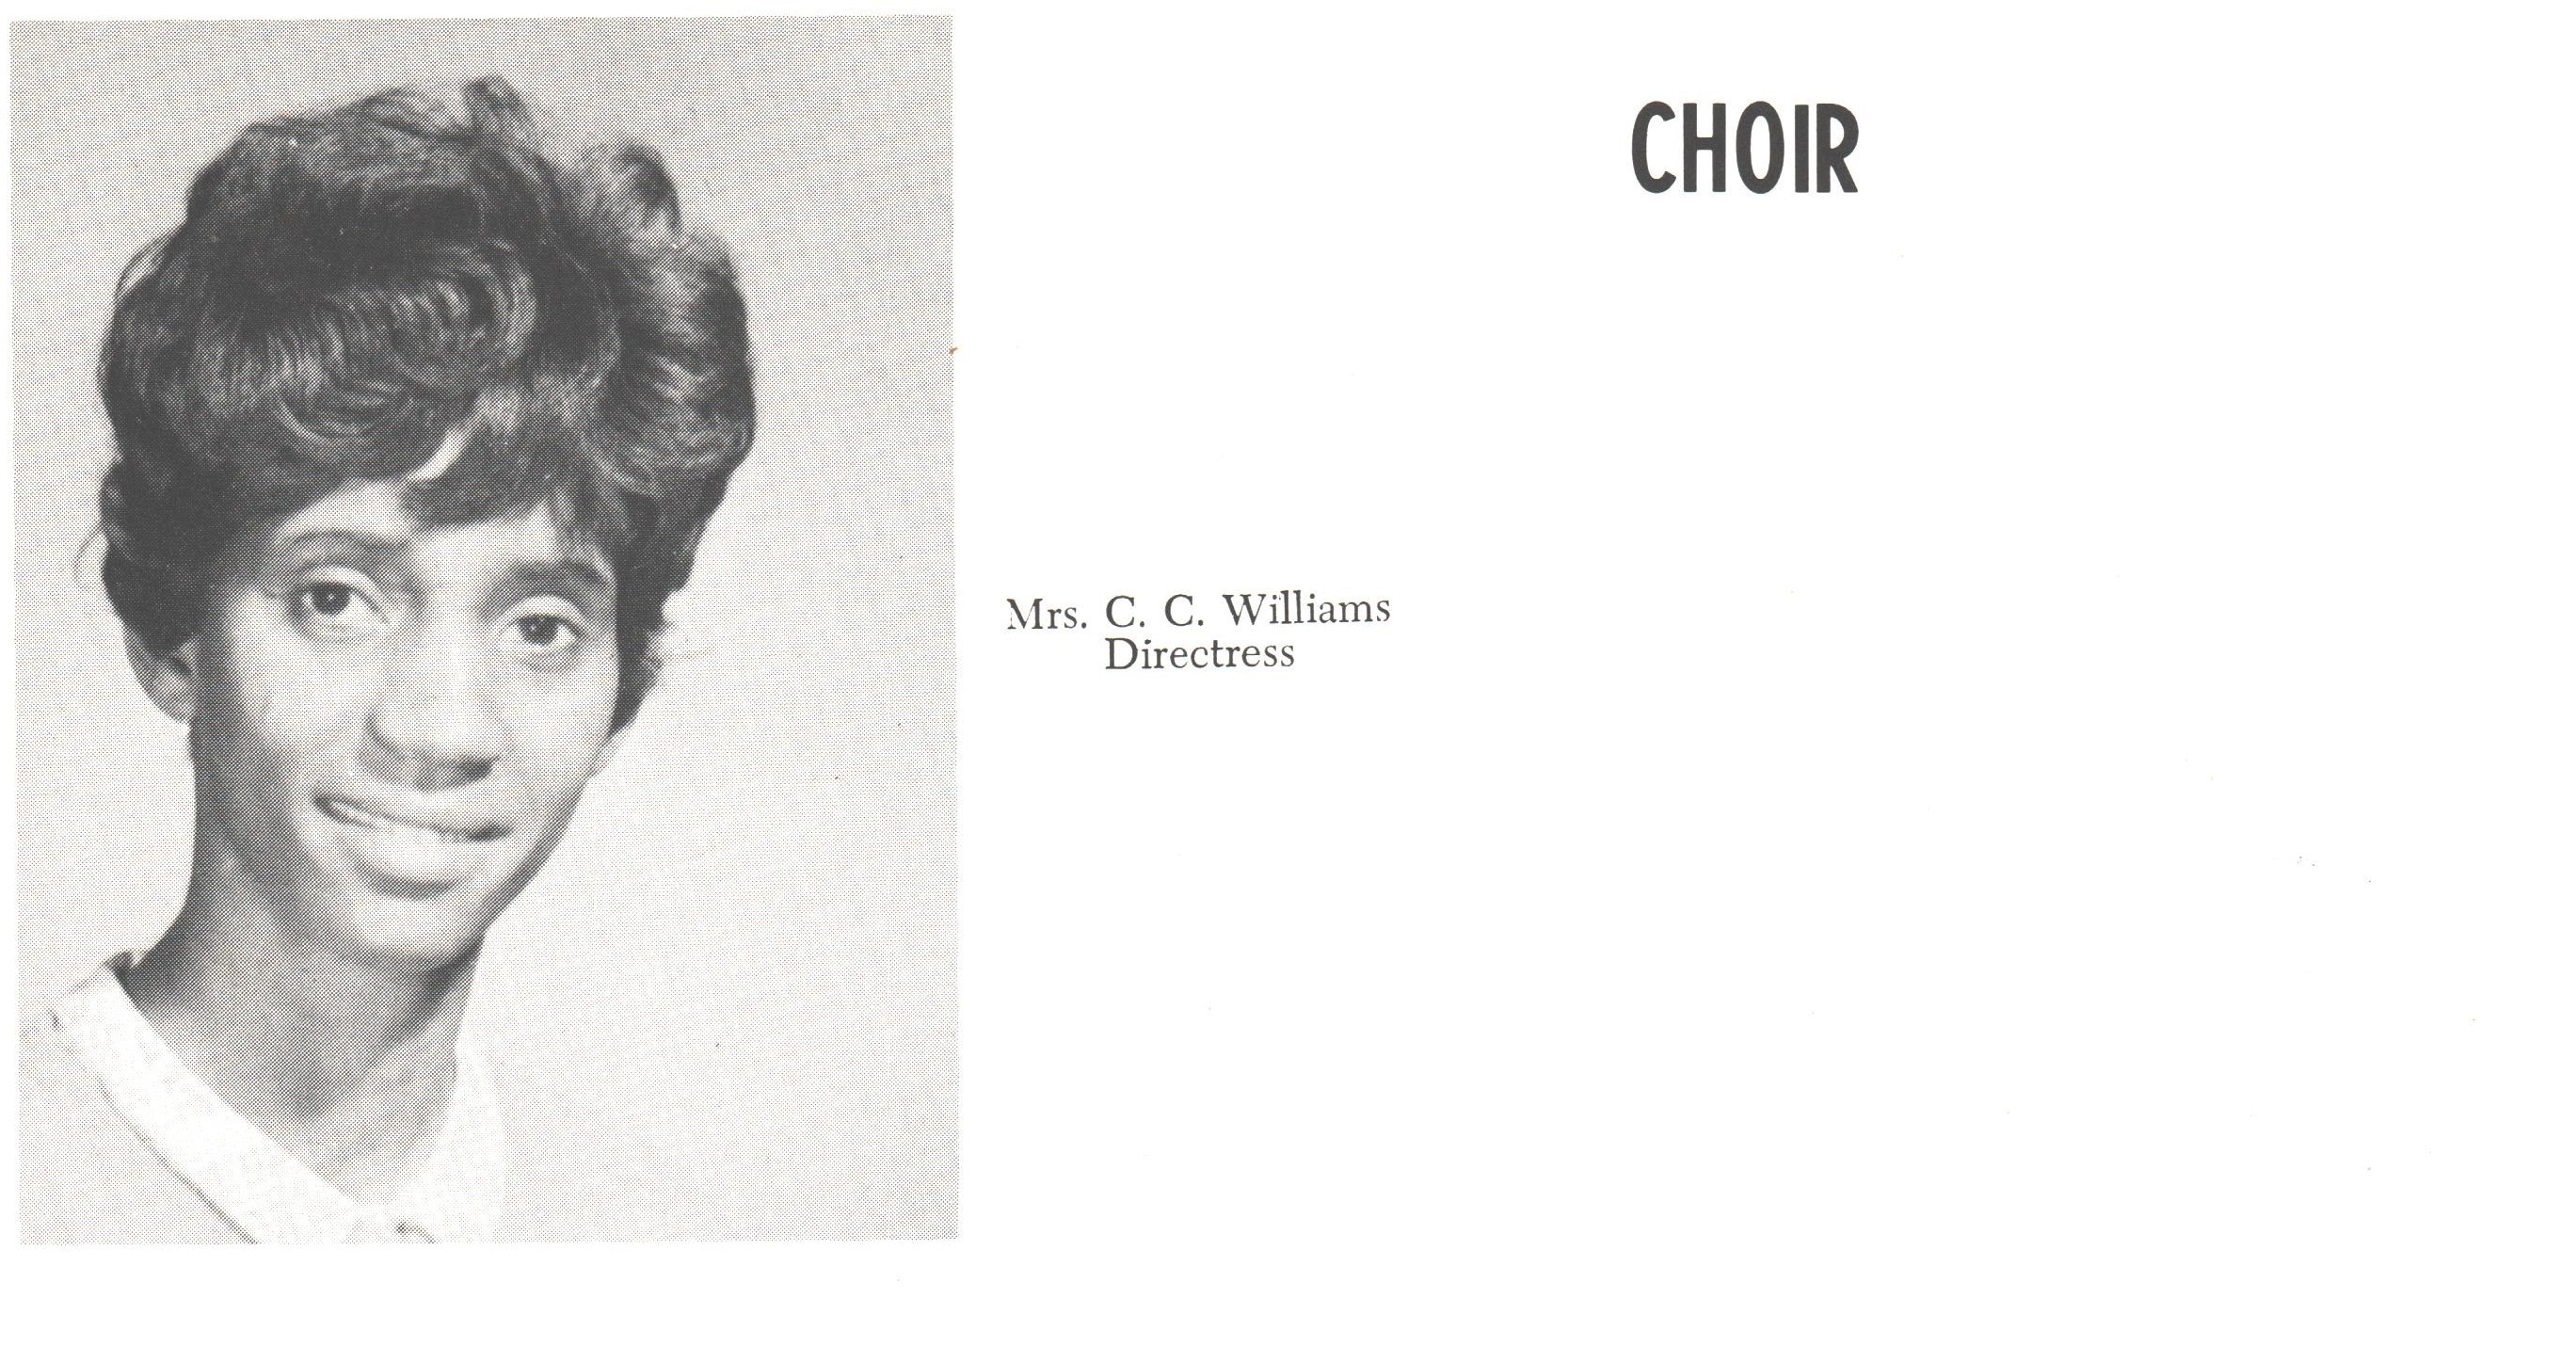 CHOIR
Mrs. C. C. Williams
Directress